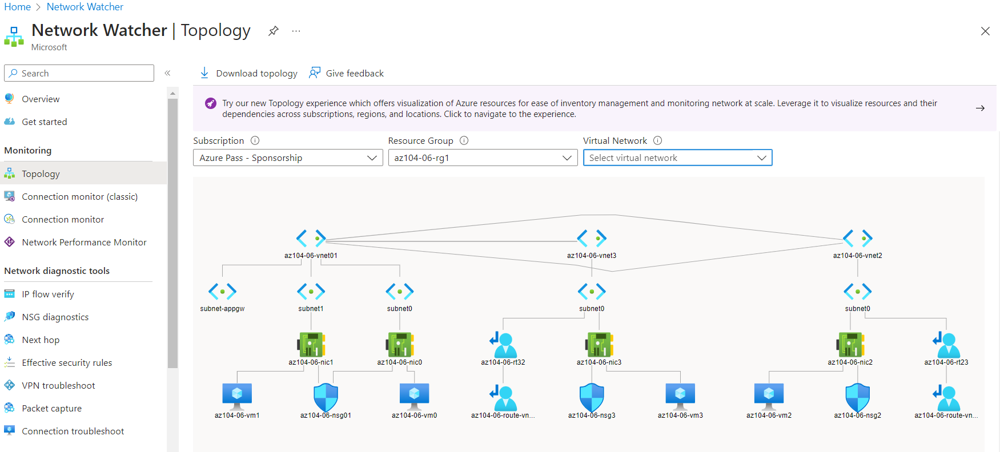 Home > Network Watcher
Network Watcher | Topology
Microsoft
Search
Download topology
Give feedback
Overview
Get started
Monitoring
Topology
Connection monitor (classic)
Connection monitor
Network Performance Monitor
Network diagnostic tools
IP flow verify
NSG diagnostics
Next hop
Effective security rules
VPN troubleshoot
Packet capture
Connection troubleshoot
Try our new Topology experience which offers visualization of Azure resources for ease of inventory management and monitoring network at scale. Leverage it to visualize resources and their
dependencies across subscriptions, regions, and locations. Click to navigate to the experience.
Subscription
Resource Group
Virtual Network
Azure Pass - Sponsorship
az104-06-rg1
Select virtual network
az104-06-vnet01
az104-06-vnet3
az104-06-vnet2
subnet-appgw
subnet1
subnet0
subnet0
subnet0
az104-06-nic1
az104-06-nic0
az104-06-rt32
az104-06-nic3
az104-06-nic2
az104-06-rt23
az104-06-vm1
az104-06-nsg01
az104-06-vm0
az104-06-route-vn...
az104-06-nsg3
az104-06-vm3
az104-06-vm2
az104-06-nsg2
az104-06-route-vn...